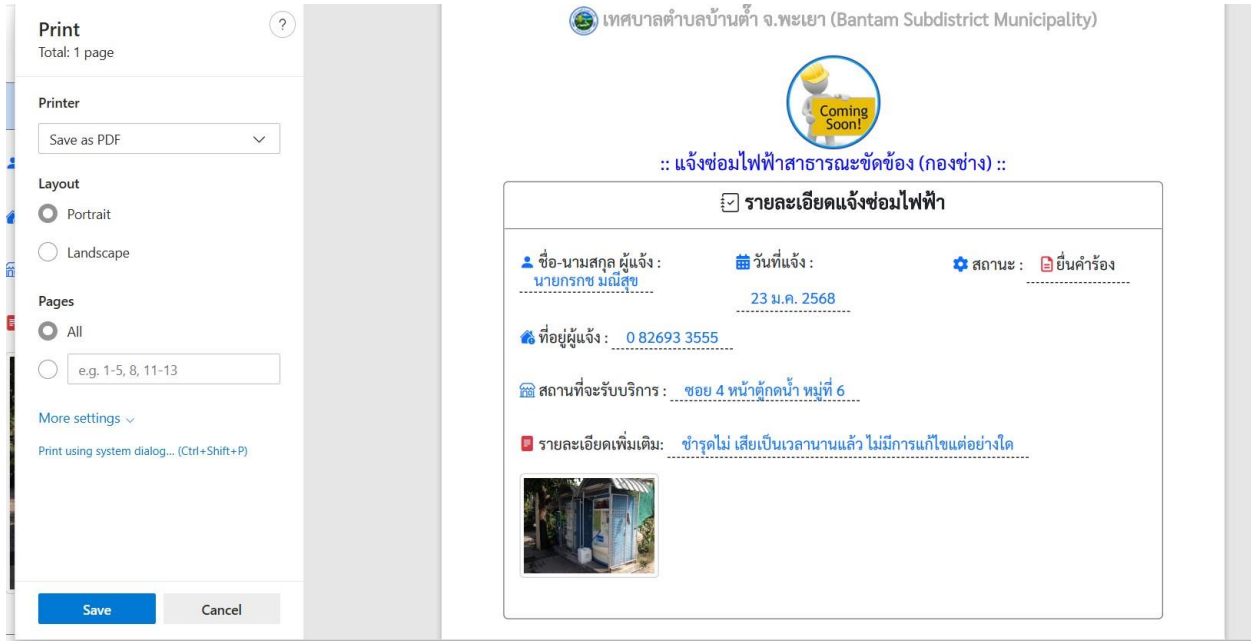 Print
Total: 1 page
?
Printer
Save as PDF
Layout
Portrait
Landscape
Pages
All
e.g. 1-5, 8, 11-13
More settings
Print using system dialog... (Ctrl+Shift+P)
Save
Cancel
เทศบาลตำบลบ้านต๊ำ จ.พะเยา (Bantam Subdistrict Municipality)
Coming
Soon!
:: แจ้งซ่อมไฟฟ้าสาธารณะขัดข้อง (กองช่าง) ::
รายละเอียดแจ้งซ่อมไฟฟ้า
ชื่อ-นามสกุล ผู้แจ้ง :
นายกรกช มณีสุข
วันที่แจ้ง :
23 ม.ค. 2568
สถานะ : ยื่นคำร้อง
ที่อยู่ผู้แจ้ง : 0 82693 3555
สถานที่จะรับบริการ : ซอย 4 หน้าตู้กดน้ำ หมู่ที่ 6
รายละเอียดเพิ่มเติม: ชำรุดไม่ เสียเป็นเวลานานแล้ว ไม่มีการแก้ไขแต่อย่างใด